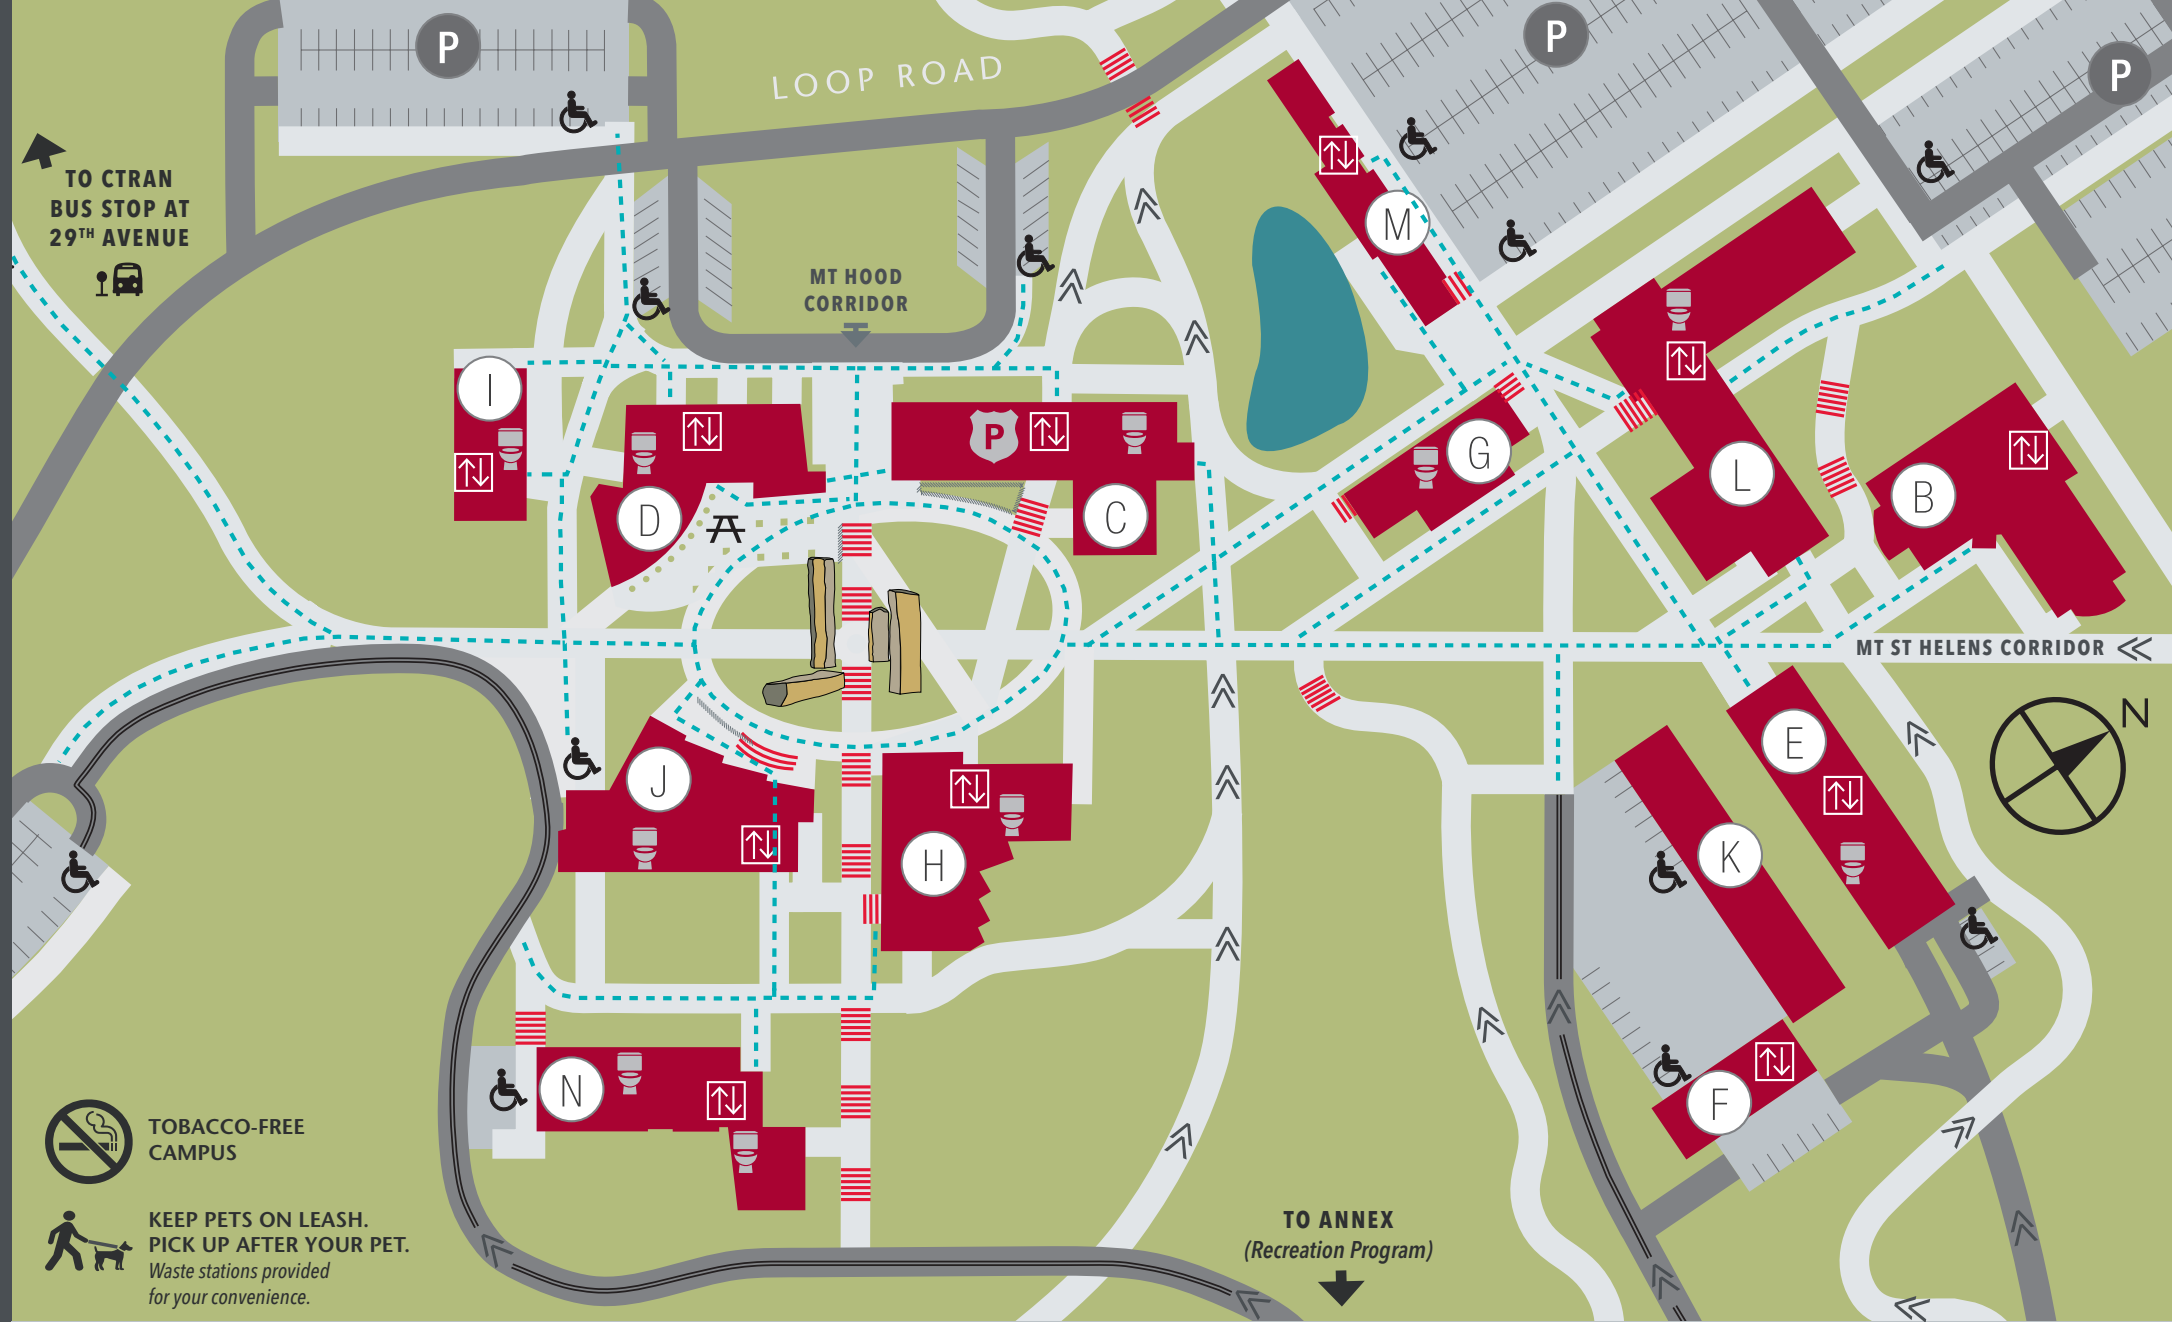 P
P
P
LOOP ROAD
TO CTRAN
BUS STOP AT
29TH AVENUE
MT HOOD
CORRIDOR
M
I
P
G
L
B
D
C
MT ST HELENS CORRIDOR
N
E
J
K
H
N
F
TOBACCO-FREE
CAMPUS
KEEP PETS ON LEASH.
PICK UP AFTER YOUR PET.
Waste stations provided
for your convenience.
TO ANNEX
(Recreation Program)